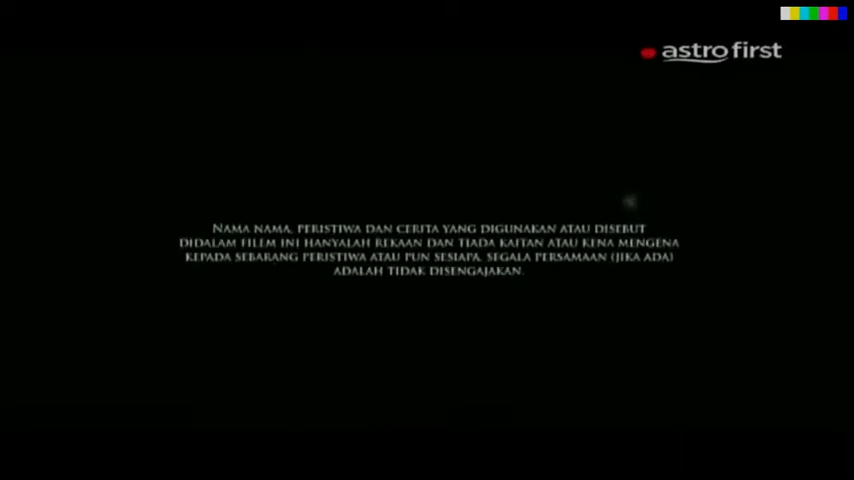 astro first
NAMA NAMA, PERISTIWA DAN CERITA YANG DIGUNAKAN ATAU DISEBUT
DIDALAM FILEM INI HANYALAH REKAAN DAN TIADA KAITAN ATAU KENA MENGENA
KEPADA SEBARANG PERISTIWA ATAU PUN SESIAPA. SEGALA PERSAMAAN (JIKA ADA)
ADALAH TIDAK DISENGAJAKAN.